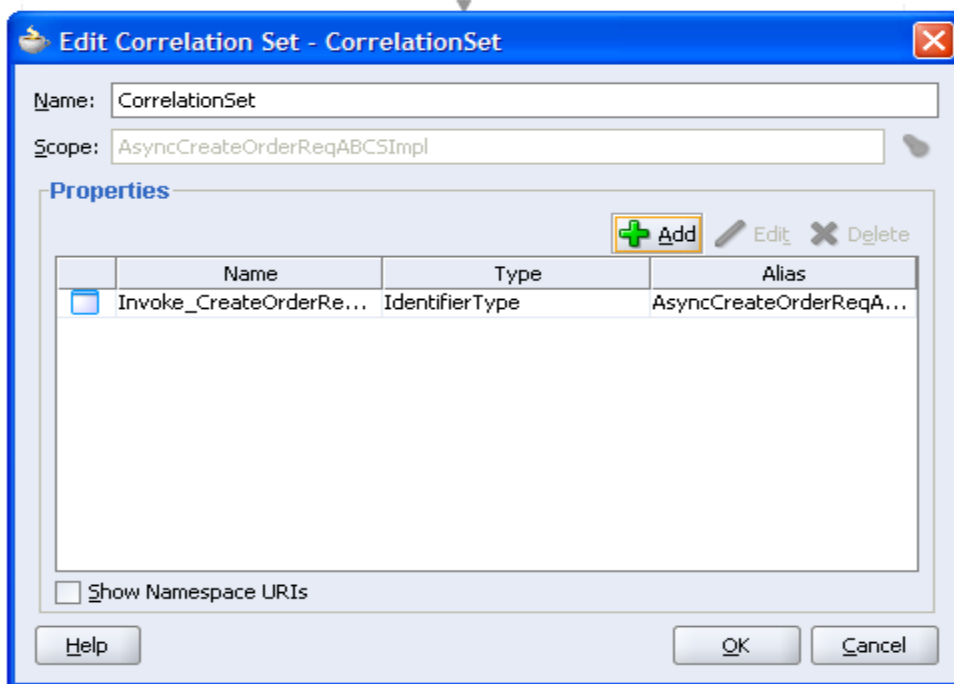 Edit Correlation Set - CorrelationSet
Name: CorrelationSet
Scope: AsyncCreateOrderReqABCSImpl
Properties
Add Edit Delete
Name Type Alias
Invoke_CreateOrderRe... IdentifierType AsyncCreateOrderReqA...
Show Namespace URIs
Help OK Cancel